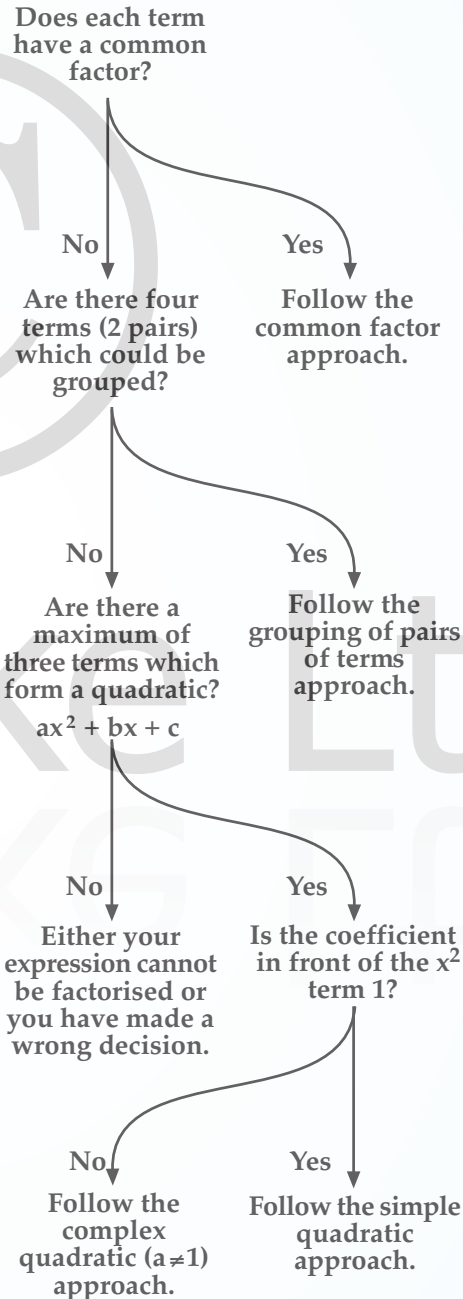 Does each term
have a common
factor?
No
Yes
Are there four
terms (2 pairs)
which could be
grouped?
Follow the
common factor
approach.
No
Yes
Are there a
maximum of
three terms which
form a quadratic?
ax² + bx + c
Follow the
grouping of pairs
of terms
approach.
No
Yes
Either your
expression cannot
be factorised or
you have made a
wrong decision.
Is the coefficient
in front of the x²
term 1?
No
Yes
Follow the
complex
quadratic (a≠1)
approach.
Follow the simple
quadratic
approach.